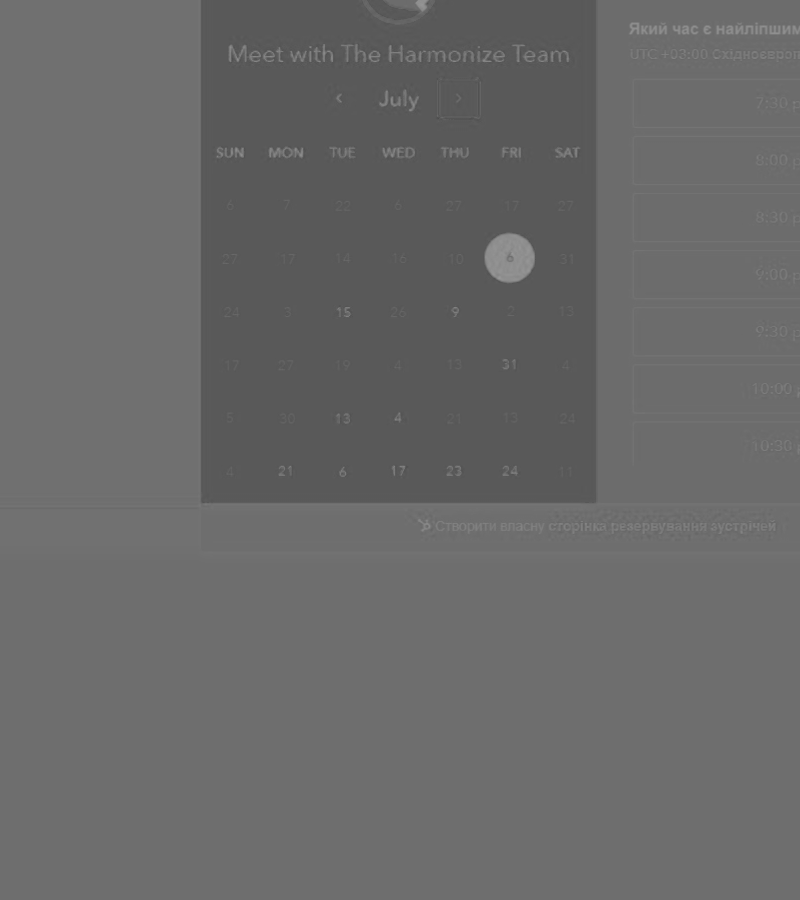 Який час є найліпшим
Meet with The Harmonize Team
UTC +03:00 Східноєвроп
July
7:30 p
SUN MON TUE WED THU FRI SAT
8:00 p
6 7 22 6 27 17 27
8:30 p
27 17 14 16 10 6 31
9:00 p
24 3 15 26 9 2 13
9:30 p
17 27 19 4 13 31 4
10:00 p
5 30 13 4 21 13 24
10:30 p
4 21 6 17 23 24 11
Створити власну сторінка резервування зустрічей